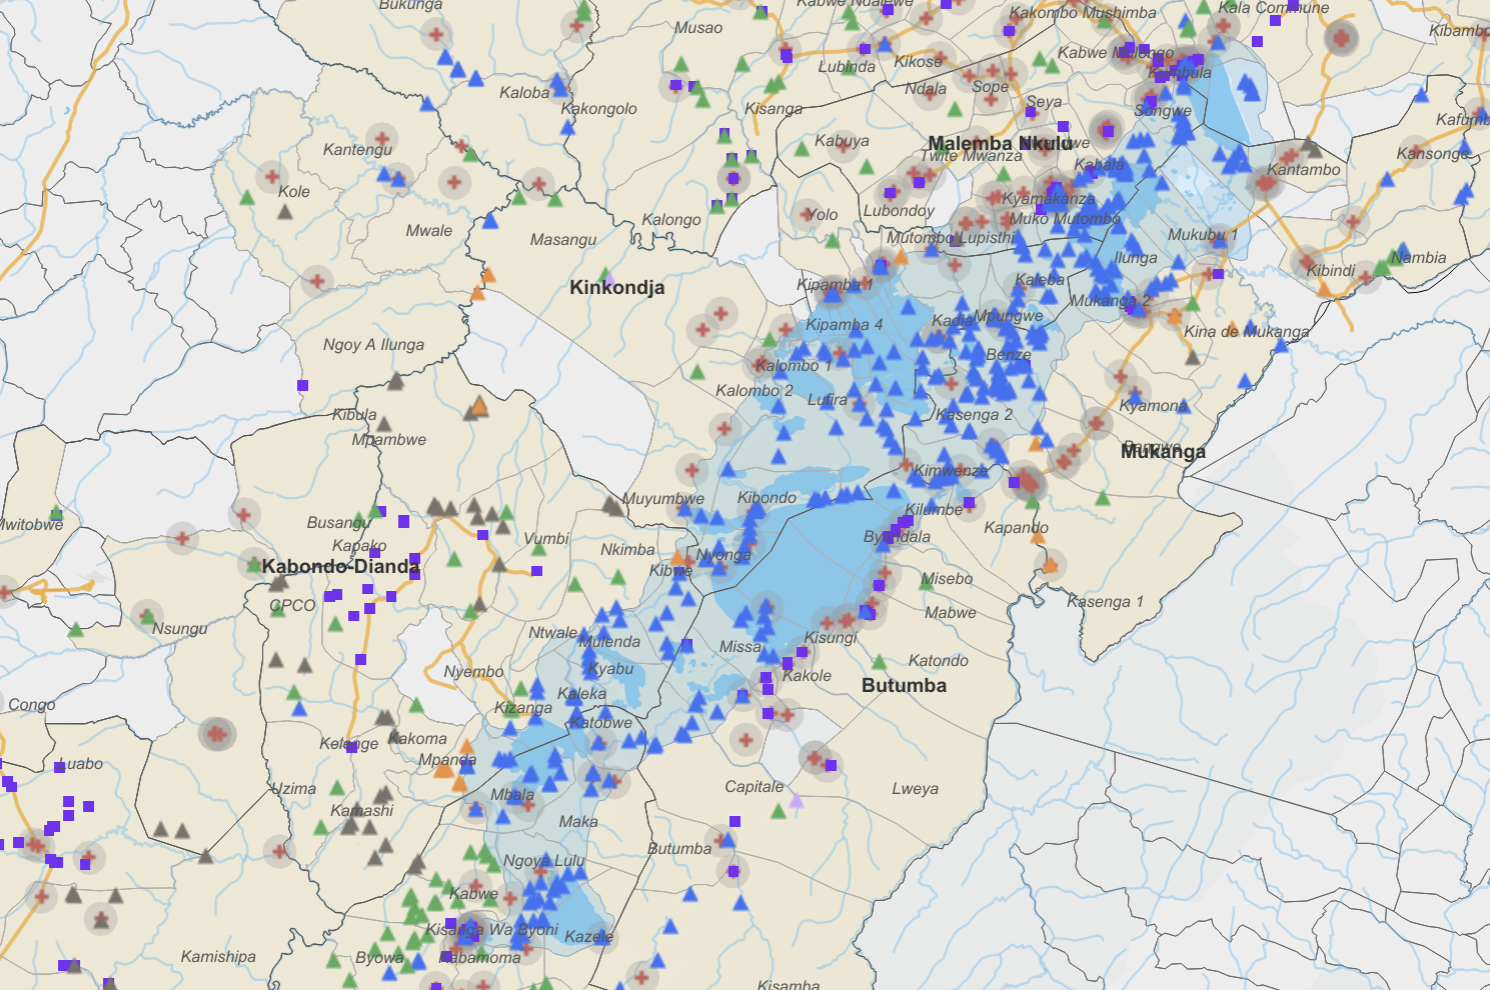 Bukunga
Musao
Kabwe Ndalewe
Kakombo Mushimba
Kala Commune
Kibambo
Kabwe Malongo
Lubinda
Kikose
Kumbula
Kaloba
Kakongolo
Kisanga
Ndala
Sope
Seya
Songwe
Kantengu
Kabuya
Malemba Nkulu
Twite Mwanza
Kabala
Kansonge
Kantambo
Kole
Kyamakanza
Mwale
Kalongo
Yolo
Lubondoy
Muko Mutombo
Masangu
Mutombo Lupisthi
Mukubu 1
Ilunga
Nambia
Kibindi
Kinkondja
Kipamba 1
Kaleba
Mukanga 2
Ngoy A Ilunga
Kipamba 4
Kadia
Mpungwe
Kina de Mukanga
Kalombo 1
Benze
Kalombo 2
Lufira
Kibula
Kasenga 2
Kyamona
Mpambwe
Mukanga
Kimwenze
Mwitobwe
Busangu
Muyumbwe
Kibondo
Kilumbe
Kapando
Kapako
Vumbi
Nkimba
Nyonga
Kabondo-Dianda
Kibwe
Misebo
CPCO
Mabwe
Kasenga 1
Nsungu
Ntwale
Mulenda
Missa
Kisungi
Nyembo
Kyabu
Kakole
Katondo
Butumba
Congo
Kizanga
Kaleka
Katobwe
Kelenge
Kakoma
Luabo
Mpanda
Uzima
Mbala
Capitale
Lweya
Kamashi
Maka
Butumba
Ngoya Lulu
Kabwe
Kisanga Wa Byoni
Kazele
Kamishipa
Byowa
Kabamoma
Kisamba